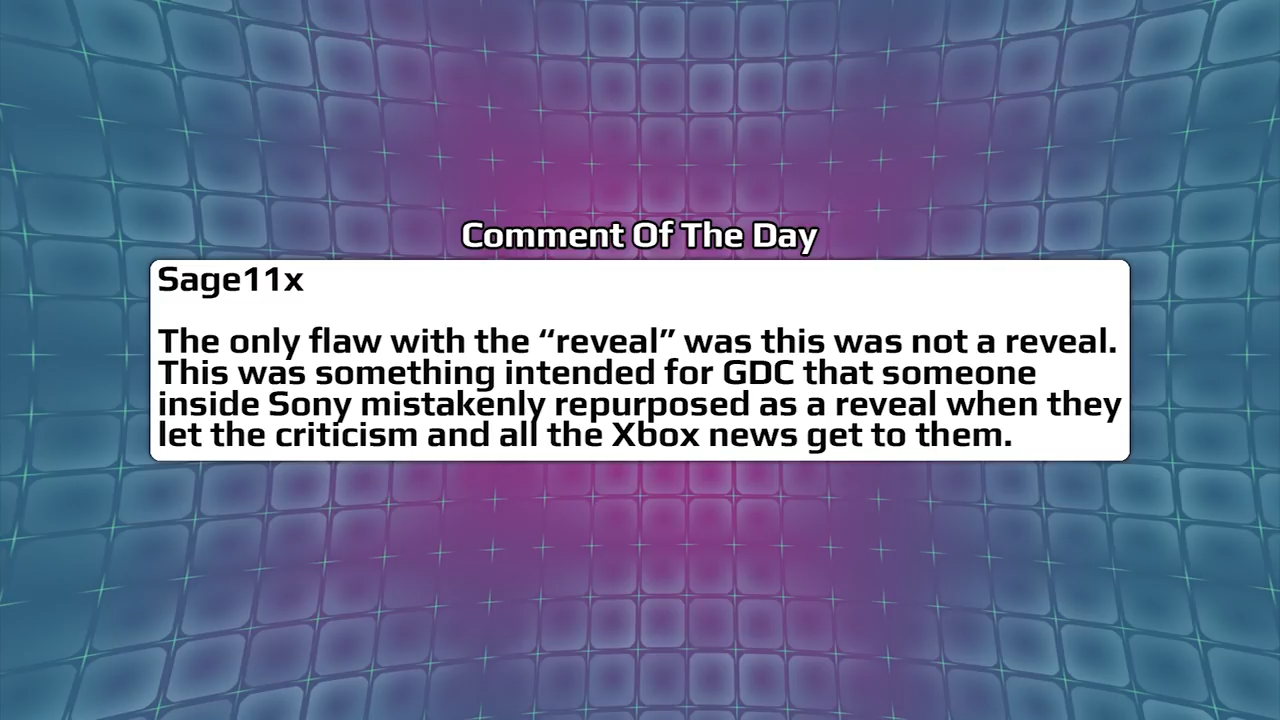 Comment Of The Day
Sage11x
The only flaw with the “reveal” was this was not a reveal.
This was something intended for GDC that someone
inside Sony mistakenly repurposed as a reveal when they
let the criticism and all the Xbox news get to them.